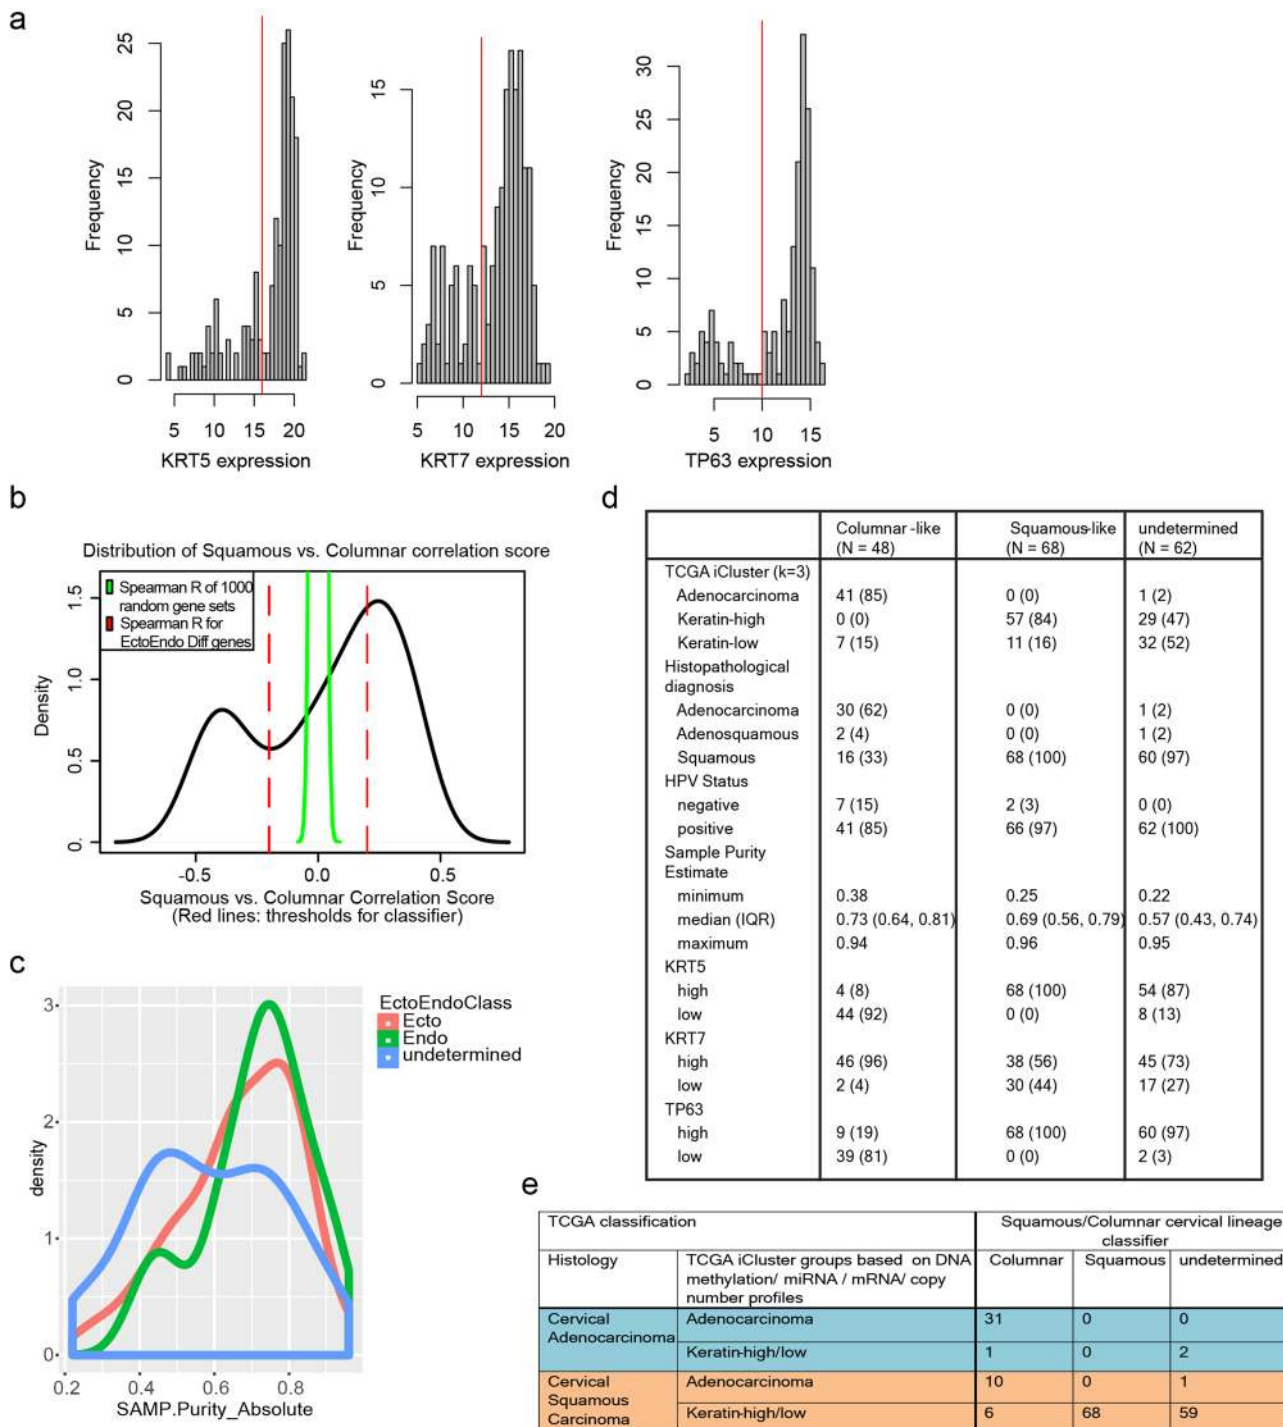 a
Frequency
0
5
10
15
20
25
5
10
15
20
KRT5 expression
Frequency
0
5
10
15
5
10
15
20
KRT7 expression
Frequency
0
5
10
15
20
25
30
5
10
15
TP63 expression
b
Distribution of Squamous vs. Columnar correlation score
Spearman R of 1000
random gene sets
Spearman R for
EctoEndo Diff genes
Density
0.
0.5
1.0
1.5
-0.5
0.0
0.5
Squamous vs. Columnar Correlation Score
(Red lines: thresholds for classifier)
c
density
0
1
2
3
0.2
0.4
0.6
0.8
SAMP.Purity_Absolute
EctoEndoClass
Ecto
Endo
undetermined
d
Columnar -like (N = 48) Squamous-like (N = 68) undetermined (N = 62)
TCGA iCluster (k=3)
Adenocarcinoma 41 (85) 0 (0) 1 (2)
Keratin-high 0 (0) 57 (84) 29 (47)
Keratin-low 7 (15) 11 (16) 32 (52)
Histopathological
diagnosis
Adenocarcinoma 30 (62) 0 (0) 1 (2)
Adenosquamous 2 (4) 0 (0) 1 (2)
Squamous 16 (33) 68 (100) 60 (97)
HPV Status
negative 7 (15) 2 (3) 0 (0)
positive 41 (85) 66 (97) 62 (100)
Sample Purity
Estimate
minimum 0.38 0.25 0.22
median (IQR) 0.73 (0.64, 0.81) 0.69 (0.56, 0.79) 0.57 (0.43, 0.74)
maximum 0.94 0.96 0.95
KRT5
high 4 (8) 68 (100) 54 (87)
low 44 (92) 0 (0) 8 (13)
KRT7
high 46 (96) 38 (56) 45 (73)
low 2 (4) 30 (44) 17 (27)
TP63
high 9 (19) 68 (100) 60 (97)
low 39 (81) 0 (0) 2 (3)
e
TCGA classification
Squamous/Columnar cervical lineage
classifier
Histology
TCGA iCluster groups based on DNA
methylation/ miRNA / mRNA/ copy
number profiles
Columnar Squamous undetermined
Cervical
Adenocarcinoma
Adenocarcinoma 31 0 0
Keratin-high/low 1 0 2
Cervical
Squamous
Carcinoma
Adenocarcinoma 10 0 1
Keratin-high/low 6 68 59